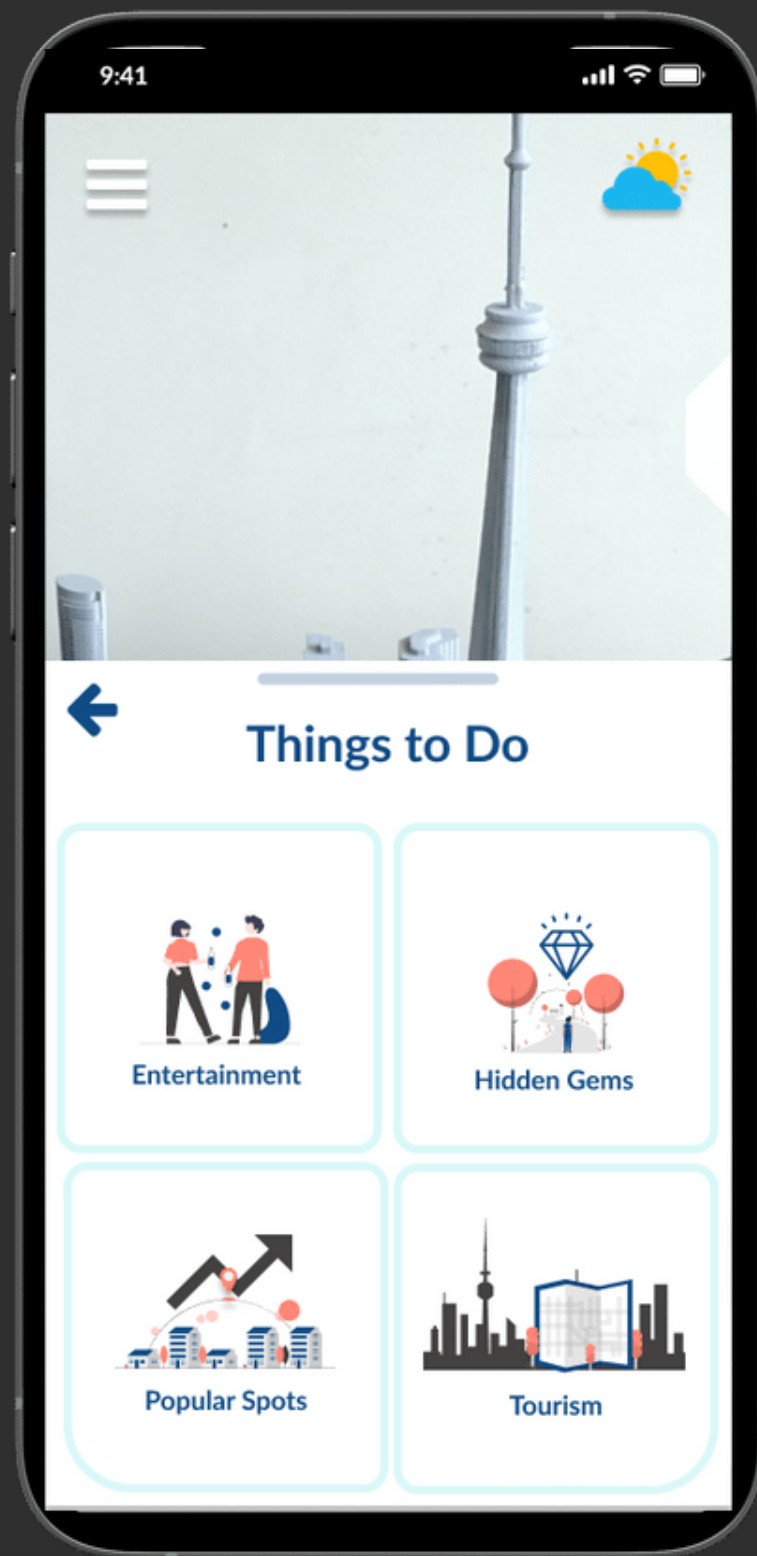 9:41
Things to Do
Entertainment
Hidden Gems
Popular Spots
Tourism